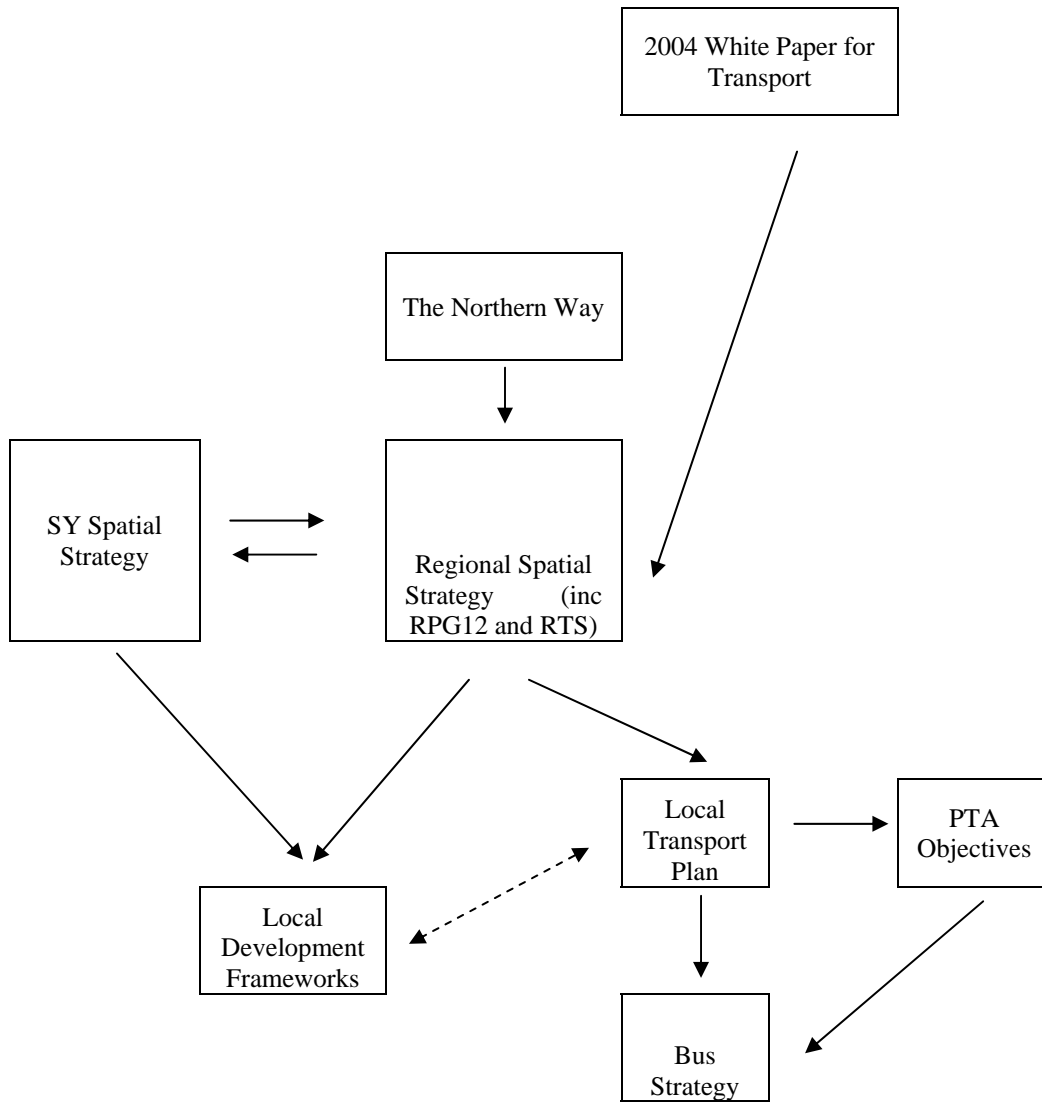 2004 White Paper for
Transport
The Northern Way
SY Spatial
Strategy
Regional Spatial
Strategy (inc
RPG12 and RTS)
Local
Transport
Plan
PTA
Objectives
Local
Development
Frameworks
Bus
Strategy